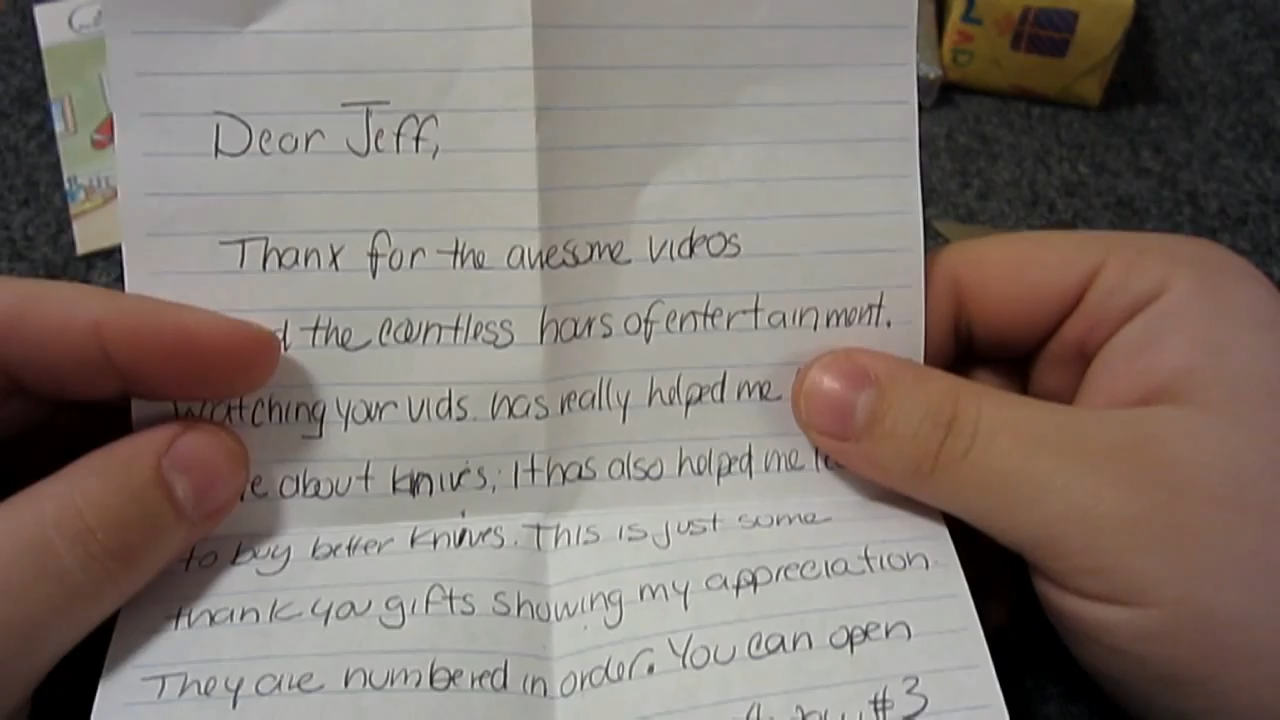 Dear Jeff,
Thanx for the awesome videos
the countless hours of entertainment.
Watching your vids. has really helped me
about knives; It has also helped me
to buy better knives. This is just some
thank you gifts showing my appreciation
They are numbered in order. You can open
#3
DAD